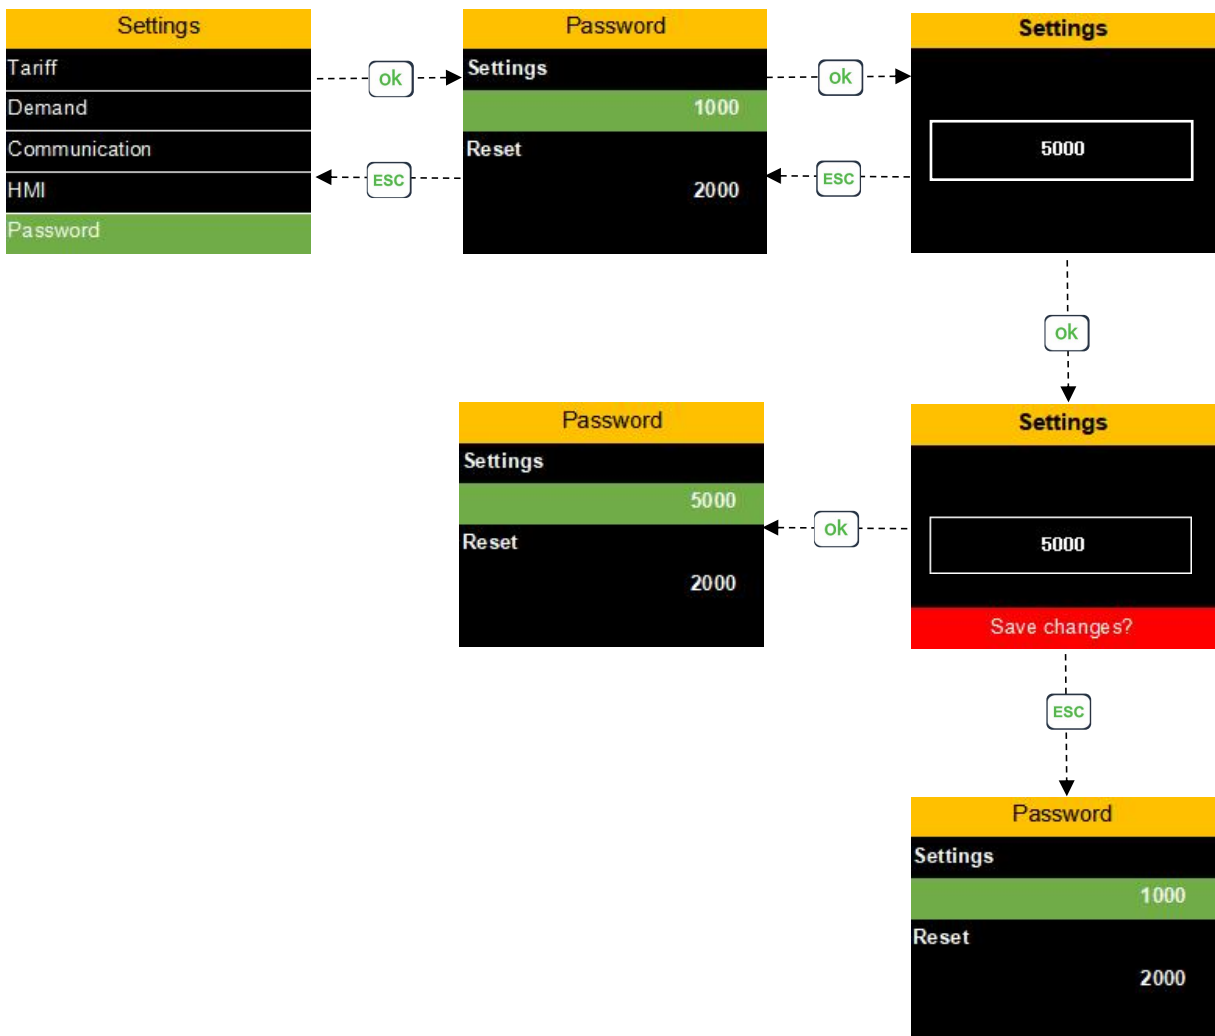 Settings
Tariff
Demand
Communication
HMI
Password
ok
ESC
Password
Settings
1000
Reset
2000
ok
ESC
Settings
5000
ok
Settings
5000
Save changes?
ok
Password
Settings
5000
Reset
2000
ESC
Password
Settings
1000
Reset
2000